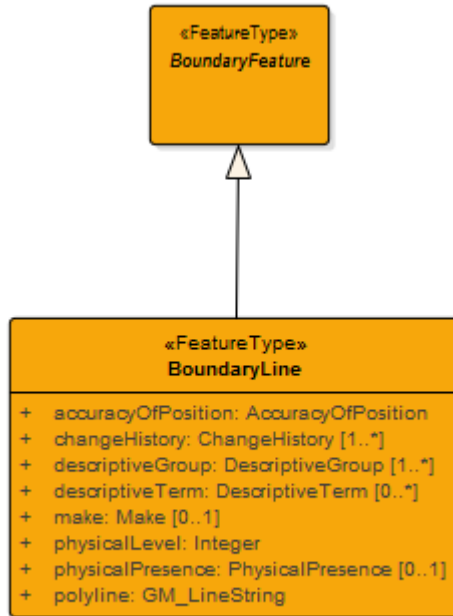 «FeatureType»
BoundaryFeature
«FeatureType»
BoundaryLine
+ accuracyOfPosition: AccuracyOfPosition
+ changeHistory: ChangeHistory [1..*]
+ descriptiveGroup: DescriptiveGroup [1..*]
+ descriptiveTerm: DescriptiveTerm [0..*]
+ make: Make [0..1]
+ physicalLevel: Integer
+ physicalPresence: PhysicalPresence [0..1]
+ polyline: GM_LineString